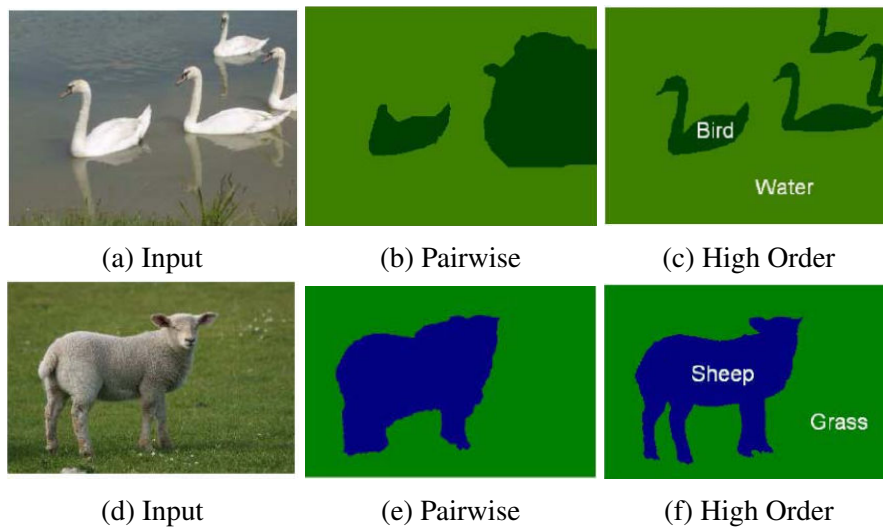 Bird
Water
(a) Input
(b) Pairwise
(c) High Order
Sheep
Grass
(d) Input
(e) Pairwise
(f) High Order